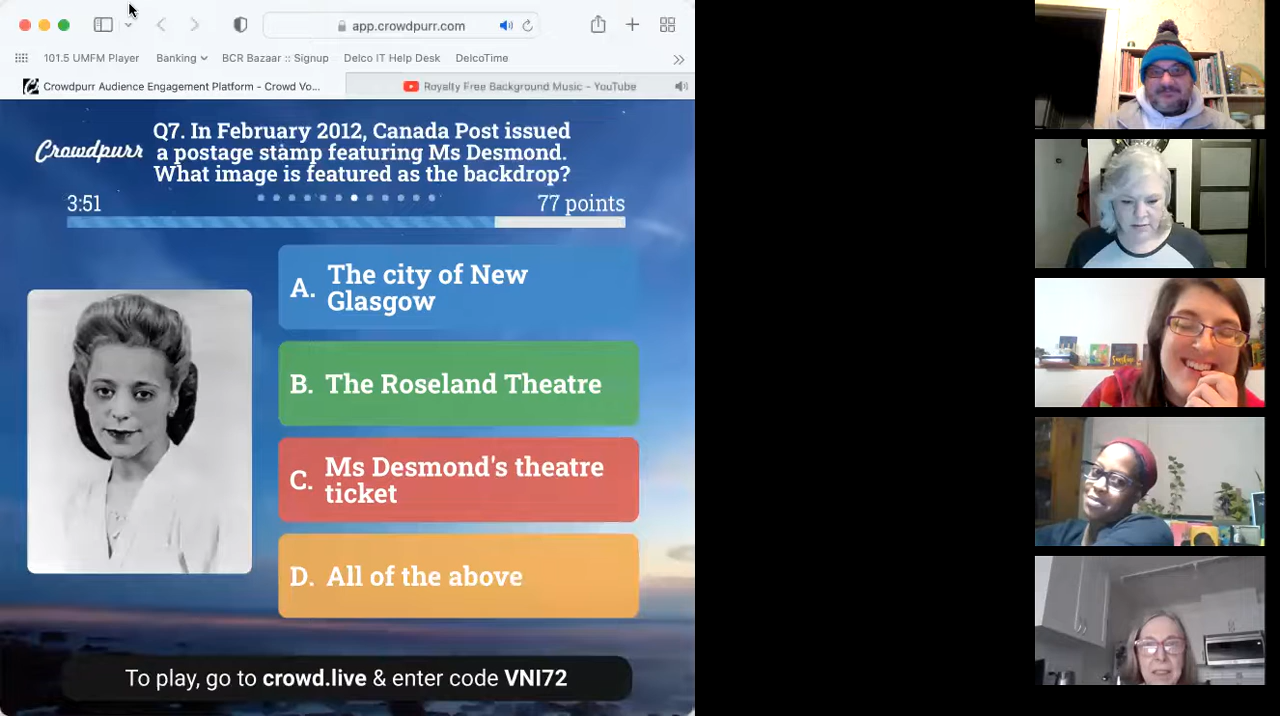 app.crowdpurr.com
101.5 UMFM Player
Banking
BCR Bazaar :: Signup
Delco IT Help Desk
DelcoTime
Crowdpurr Audience Engagement Platform - Crowd Vo...
Royalty Free Background Music - YouTube
Crowdpurr
Q7. In February 2012, Canada Post issued
a postage stamp featuring Ms Desmond.
What image is featured as the backdrop?
3:51
77 points
A. The city of New
Glasgow
B. The Roseland Theatre
C. Ms Desmond's theatre
ticket
D. All of the above
To play, go to crowd.live & enter code VNI72